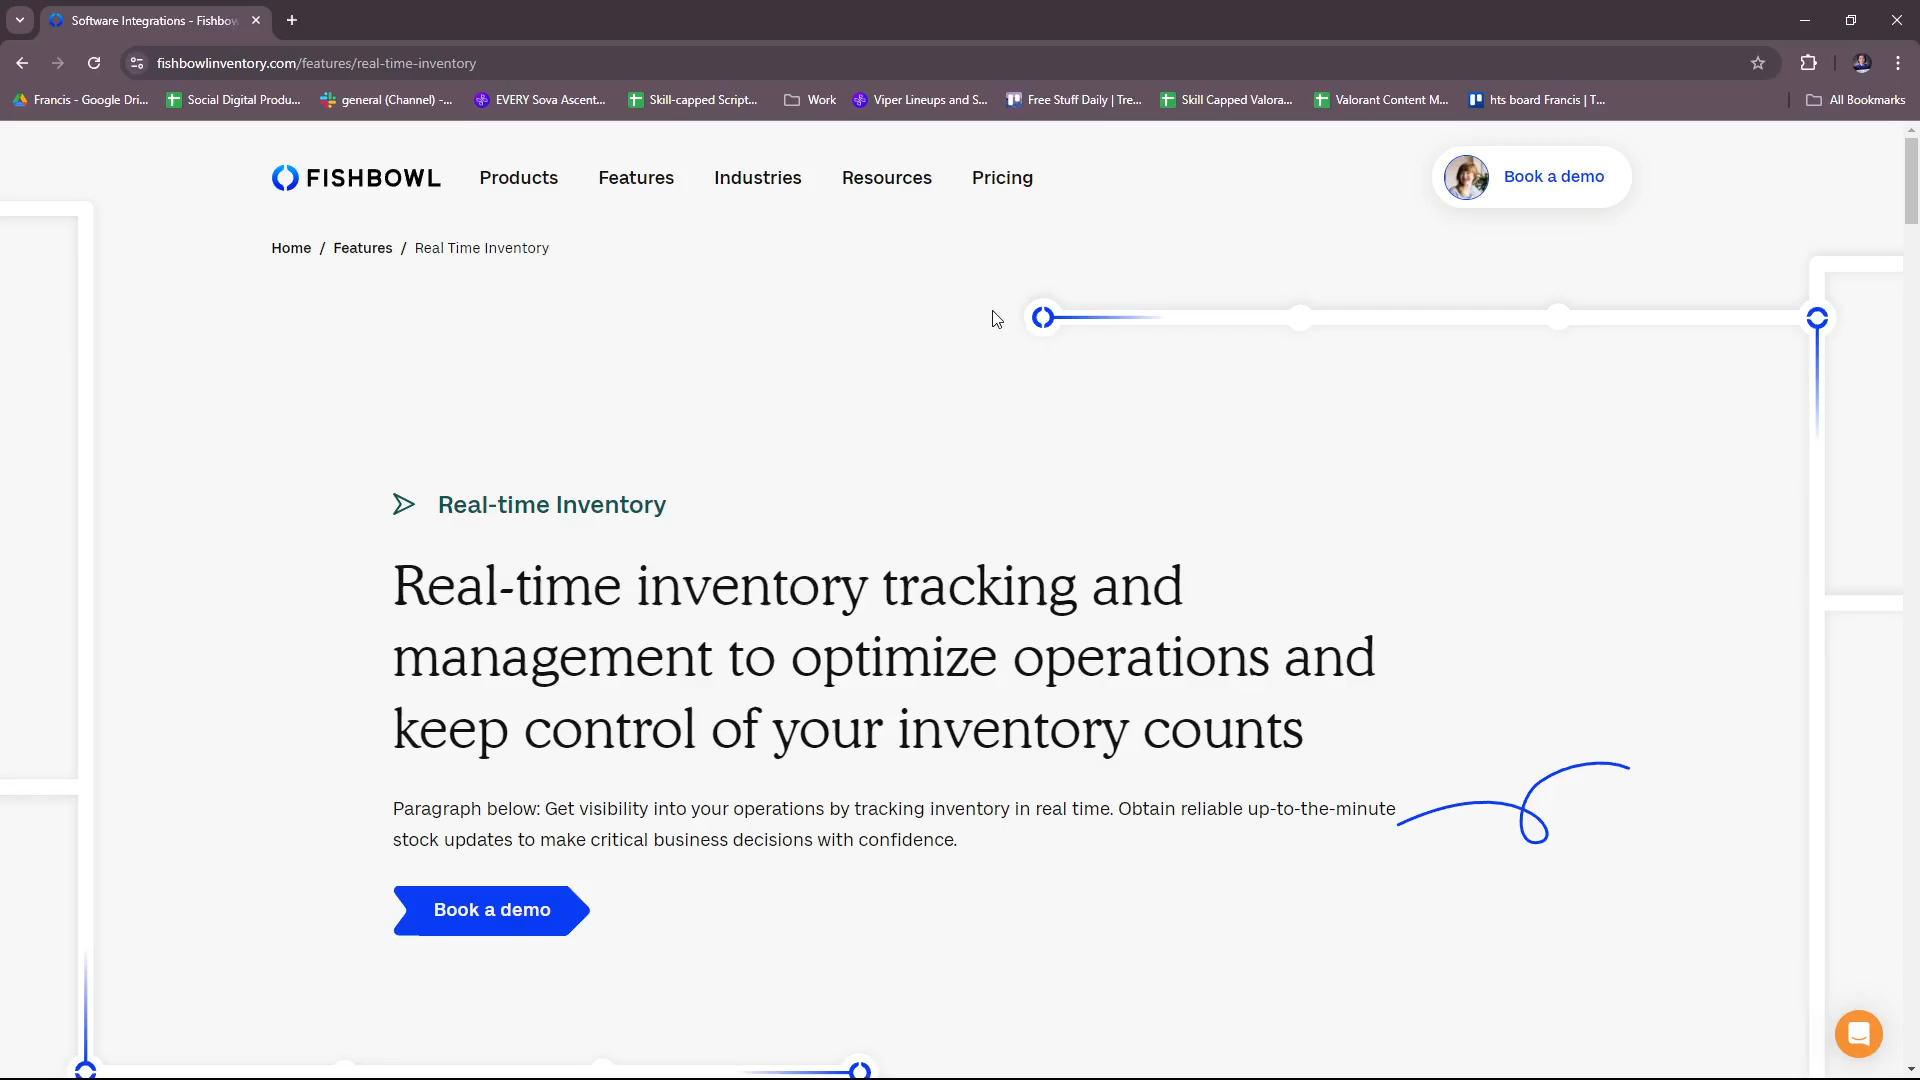 Software Integrations - Fishbow
fishbowlinventory.com/features/real-time-inventory
Francis - Google Dri...
Social Digital Produ...
general (Channel) -...
EVERY Sova Ascent...
Skill-capped Script...
Work
Viper Lineups and S...
Free Stuff Daily | Tre...
Skill Capped Valora...
Valorant Content M...
hts board Francis | T...
All Bookmarks
FISHBOWL
Products
Features
Industries
Resources
Pricing
Book a demo
Home / Features / Real Time Inventory
Real-time Inventory
Real-time inventory tracking and
management to optimize operations and
keep control of your inventory counts
Paragraph below: Get visibility into your operations by tracking inventory in real time. Obtain reliable up-to-the-minute
stock updates to make critical business decisions with confidence.
Book a demo